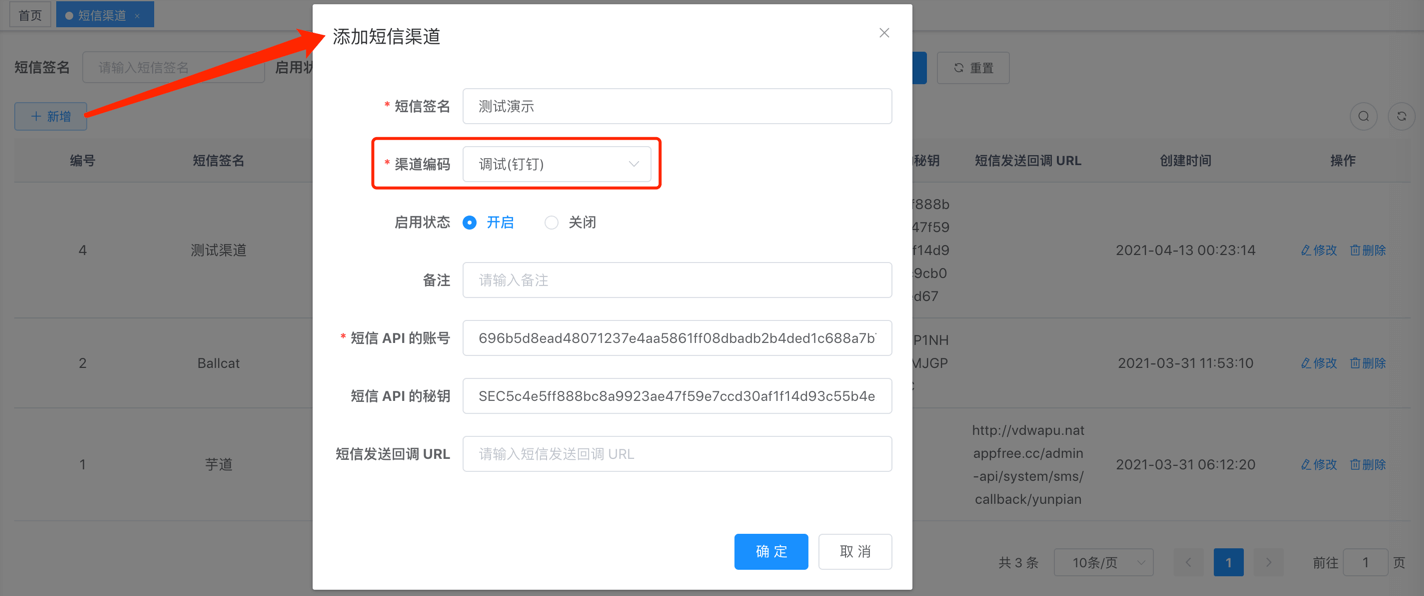 首页
短信渠道 ×
短信签名 请输入短信签名 启用状
重置
+ 新增
编号 短信签名 秘钥 短信发送回调 URL 创建时间 操作
4 测试渠道 f888b 47f59 f14d9 9cb0 ed67 2021-04-13 00:23:14 修改 删除
2 Ballcat P1NH MJGP 2021-03-31 11:53:10 修改 删除
1 芋道 http://vdwapu.nat
appfree.cc/admin
-api/system/sms/
callback/yunpian
2021-03-31 06:12:20 修改 删除
共 3 条 10条/页 1 前往 1 页
添加短信渠道
* 短信签名 测试演示
* 渠道编码 调试(钉钉)
启用状态 开启 关闭
备注 请输入备注
* 短信 API 的账号 696b5d8ead48071237e4aa5861ff08dbadb2b4ded1c688a7b
短信 API 的秘钥 SEC5c4e5ff888bc8a9923ae47f59e7ccd30af1f14d93c55b4e
短信发送回调 URL 请输入短信发送回调 URL
确 定 取 消